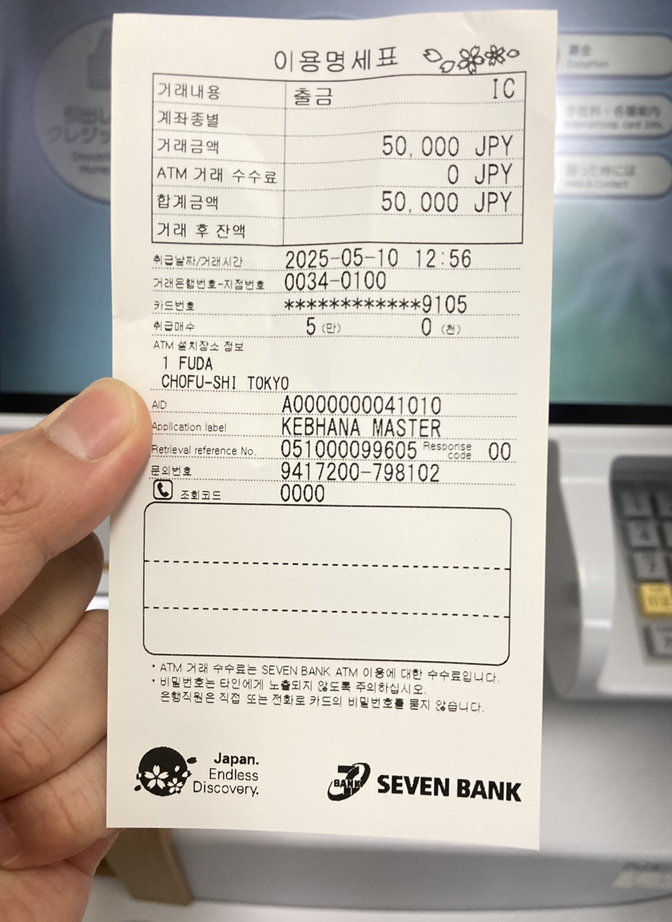 이용명세표
거래내용 출금 IC
계좌종별
거래금액 50,000 JPY
ATM 거래 수수료 0 JPY
합계금액 50,000 JPY
거래 후 잔액
취급날짜/거래시간 2025-05-10 12:56
거래은행번호-지점번호 0034-0100
카드번호 ************9105
취급매수 5 (만) 0 (천)
ATM 설치장소 정보
1 FUDA
CHOFU-SHI TOKYO
AID A0000000041010
Application label KEBHANA MASTER
Retrieval reference No. 051000099605 Response code 00
문의번호 9417200-798102
조회코드 0000
• ATM 거래 수수료는 SEVEN BANK ATM 이용에 대한 수수료입니다.
• 비밀번호는 타인에게 노출되지 않도록 주의하십시오.
은행직원은 직접 또는 전화로 카드의 비밀번호를 묻지 않습니다.
Japan.
Endless
Discovery.
7 BANK SEVEN BANK